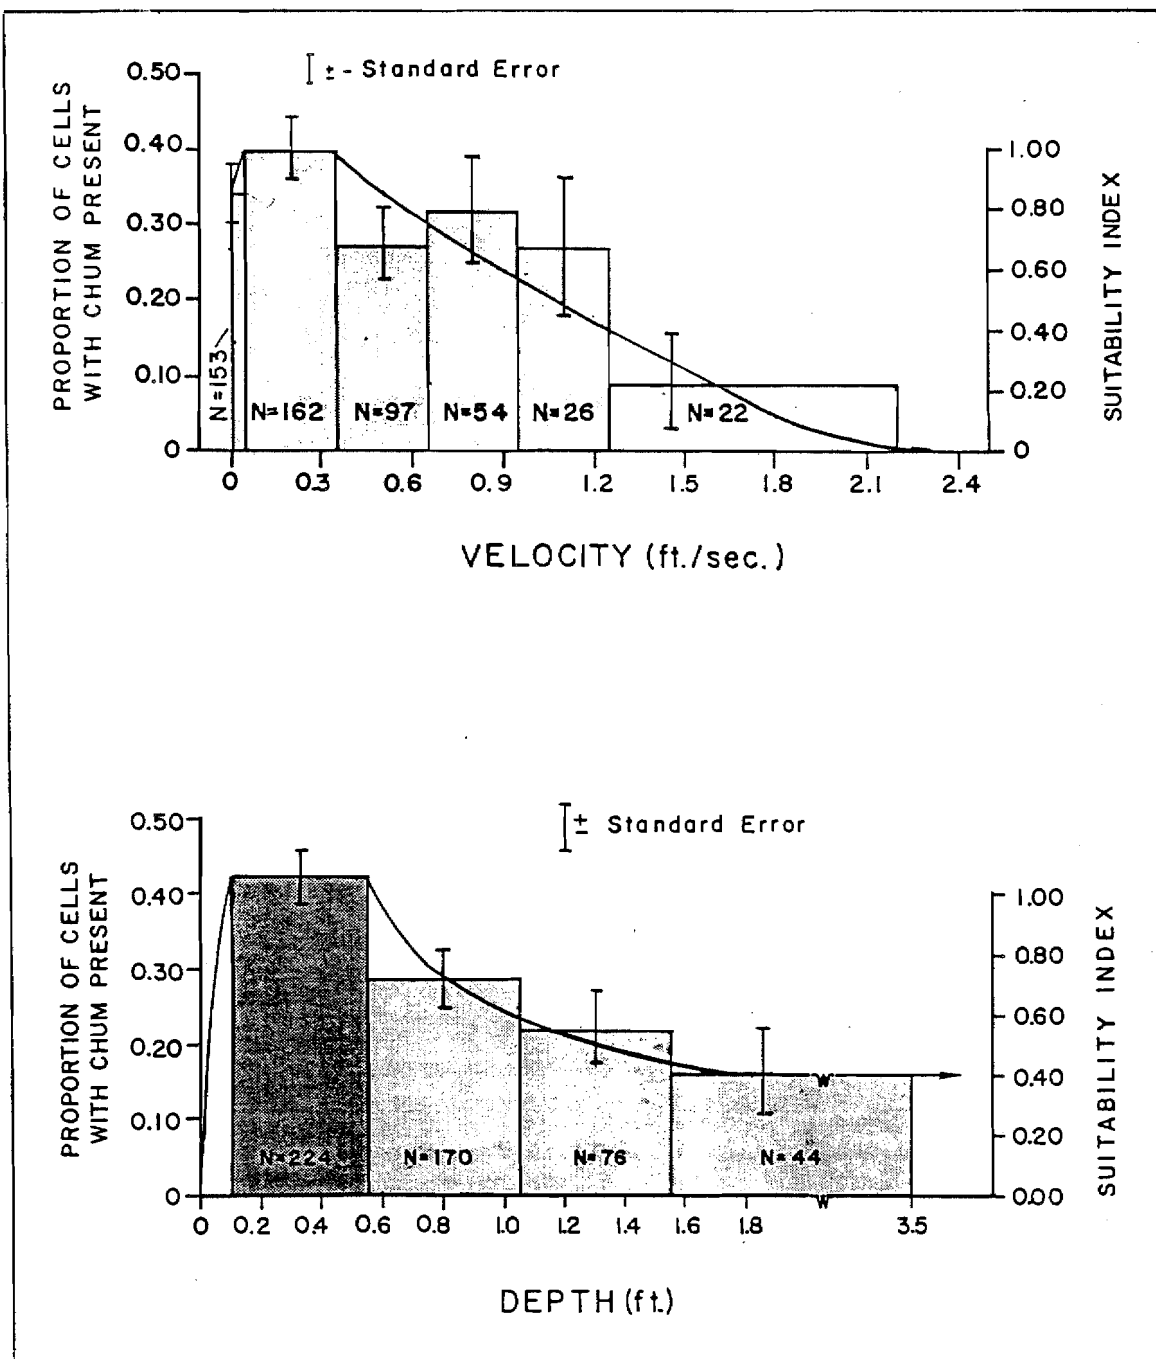 ± - Standard Error
PROPORTION OF CELLS
WITH CHUM PRESENT
0.50
0.40
0.30
0.20
0.10
0
N=153
N=162
N=97
N=54
N=26
N=22
1.00
0.80
0.60
0.40
0.20
0
SUITABILITY INDEX
0 0.3 0.6 0.9 1.2 1.5 1.8 2.1 2.4
VELOCITY (ft./sec.)
± Standard Error
PROPORTION OF CELLS
WITH CHUM PRESENT
0.50
0.40
0.30
0.20
0.10
0
N=224
N=170
N=76
N=44
1.00
0.80
0.60
0.40
0.20
0.00
SUITABILITY INDEX
0 0.2 0.4 0.6 0.8 1.0 1.2 1.4 1.6 1.8 3.5
DEPTH (ft.)